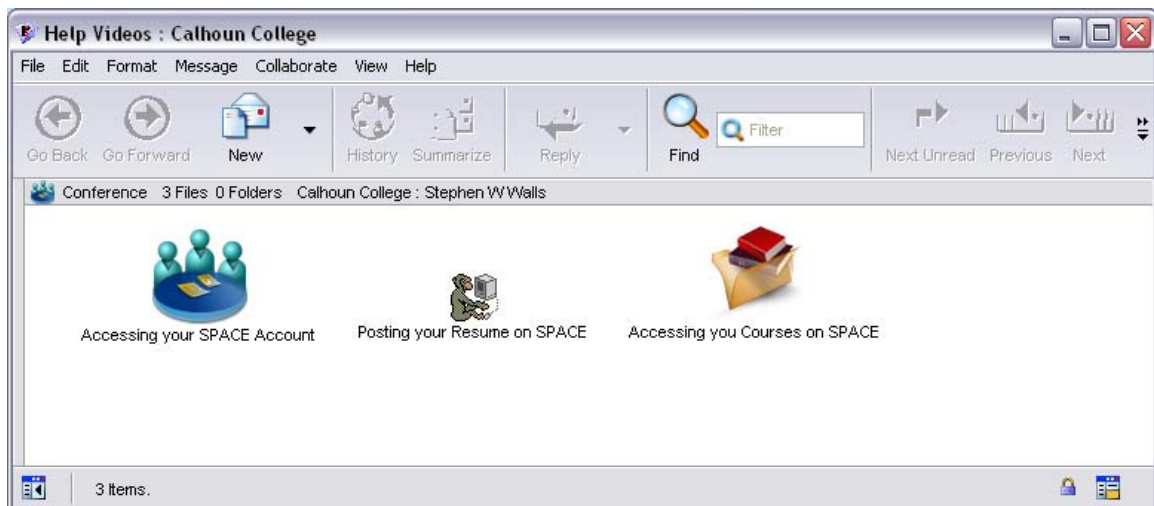 Help Videos : Calhoun College
File Edit Format Message Collaborate View Help
Go Back Go Forward New History Summarize Reply Find Filter Next Unread Previous Next
Conference 3 Files 0 Folders Calhoun College : Stephen W Walls
Accessing your SPACE Account Posting your Resume on SPACE Accessing you Courses on SPACE
3 Items.